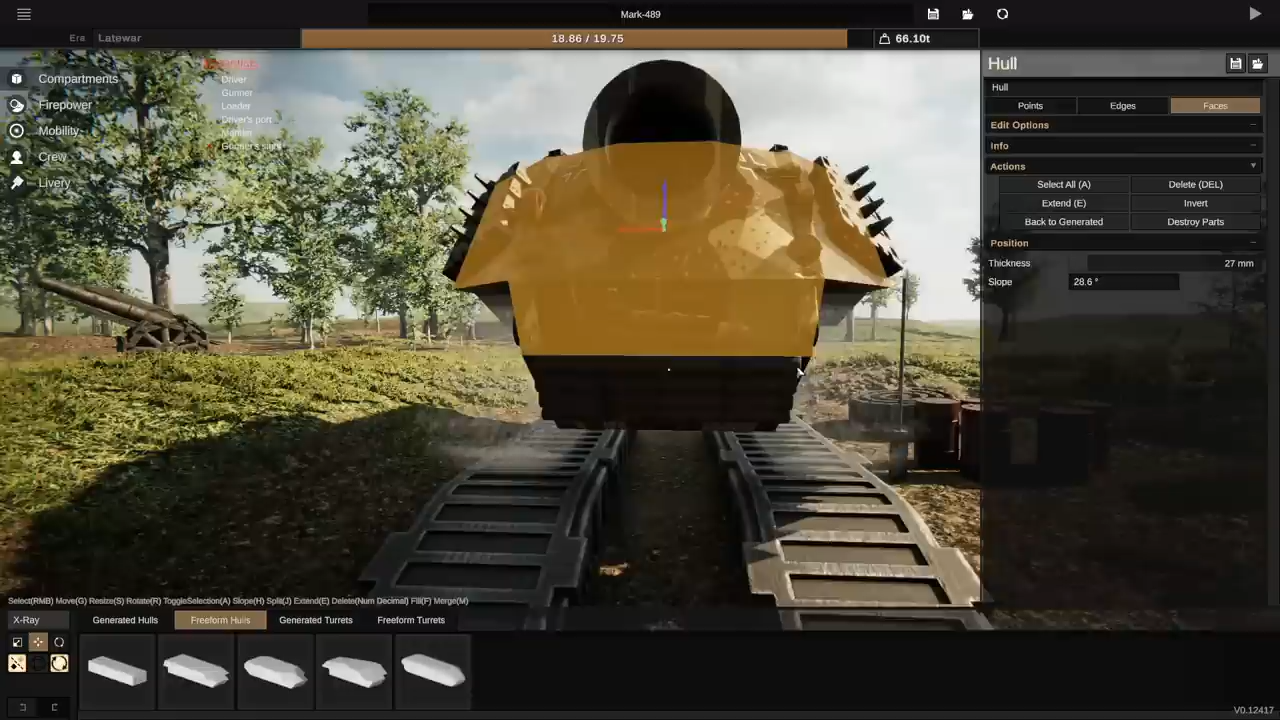 Mark-489
Era Latewar
18.86 / 19.75
66.10t
Compartments
Firepower
Mobility
Crew
Livery
Driver
Gunner
Loader
Driver's port
Gunner's sight
Hull
Hull
Points Edges Faces
Edit Options
Info
Actions
Select All (A) Delete (DEL)
Extend (E) Invert
Back to Generated Destroy Parts
Position
Thickness 27 mm
Slope 28.6 °
Select(RMB) Move(G) Resize(S) Rotate(R) ToggleSelection(A) Slope(H) Split(J) Extend(E) Delete(Num Decimal) Fill(F) Merge(M)
X-Ray Generated Hulls Freeform Hulls Generated Turrets Freeform Turrets
V0.12417